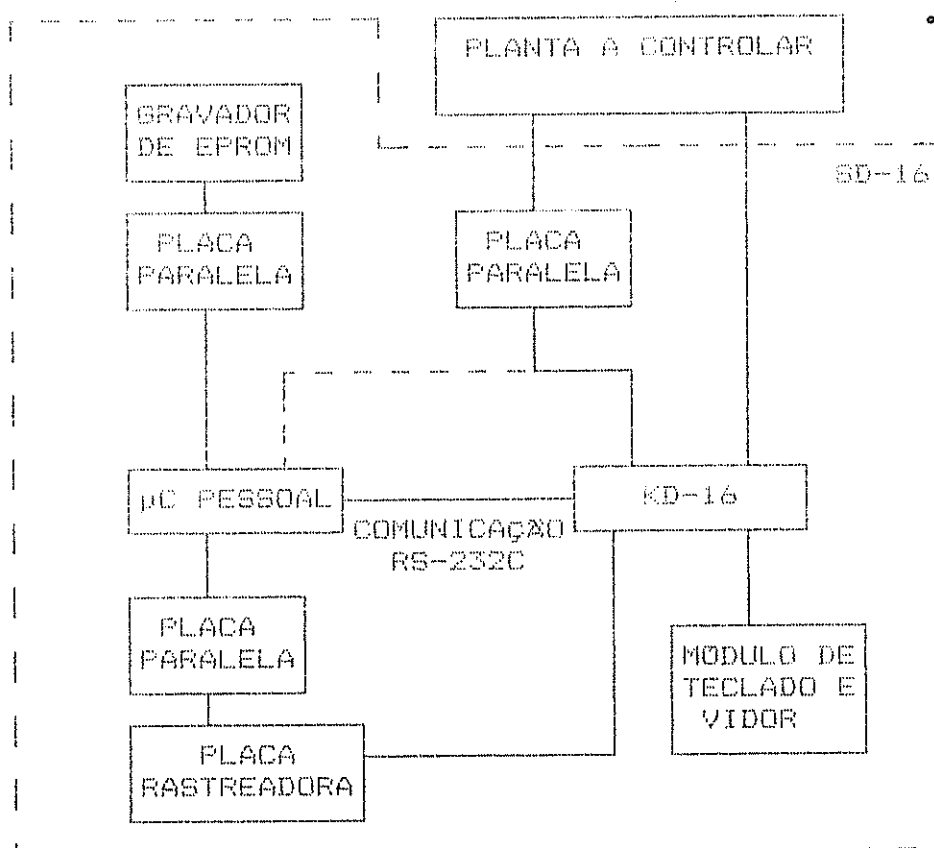 PLANTA A CONTROLAR
GRAVADOR
DE EPROM
SD-16
PLACA
PARALELA
PLACA
PARALELA
µC PESSOAL
KD-16
COMUNICAÇÃO
RS-232C
PLACA
PARALELA
MODULO DE
TECLADO E
VIDOR
PLACA
RASTREADORA